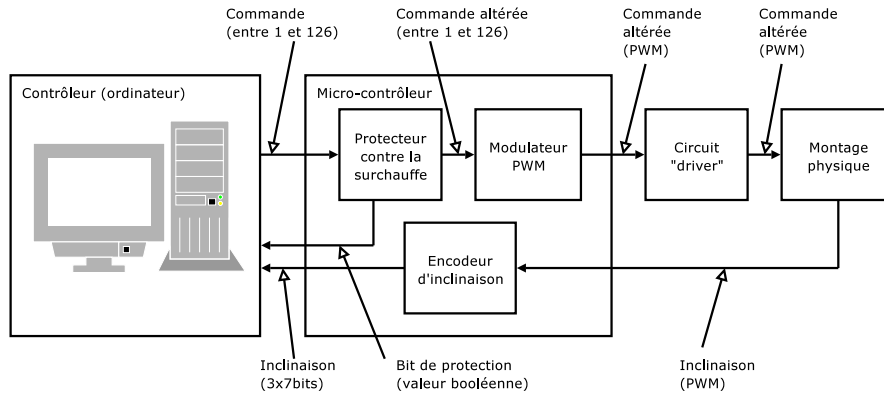 Commande
(entre 1 et 126)
Commande altérée
(entre 1 et 126)
Commande
altérée
(PWM)
Commande
altérée
(PWM)
Contrôleur (ordinateur)
Micro-contrôleur
Protecteur
contre la
surchauffe
Modulateur
PWM
Circuit
"driver"
Montage
physique
Encodeur
d'inclinaison
Inclinaison
(3x7bits)
Bit de protection
(valeur booléenne)
Inclinaison
(PWM)